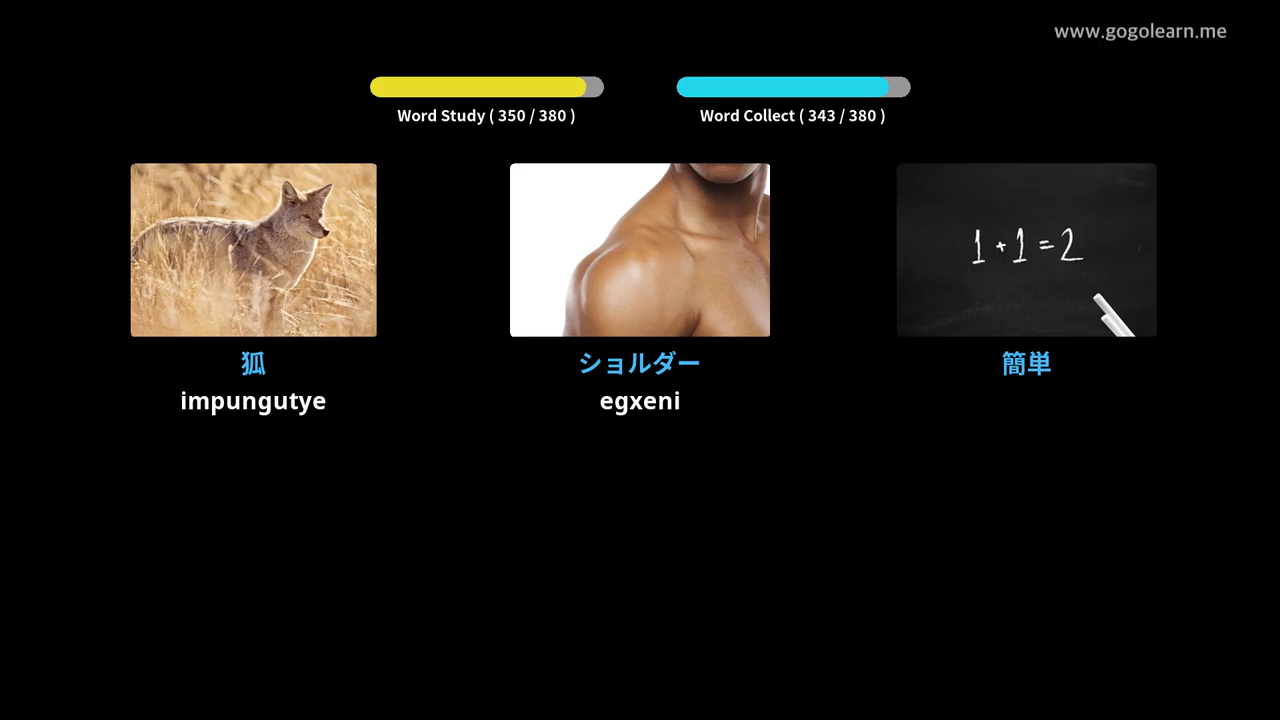 www.gogolearn.me
Word Study ( 350 / 380 )
Word Collect ( 343 / 380 )
1 + 1 = 2
狐
ショルダー
簡単
impungutye
egxeni